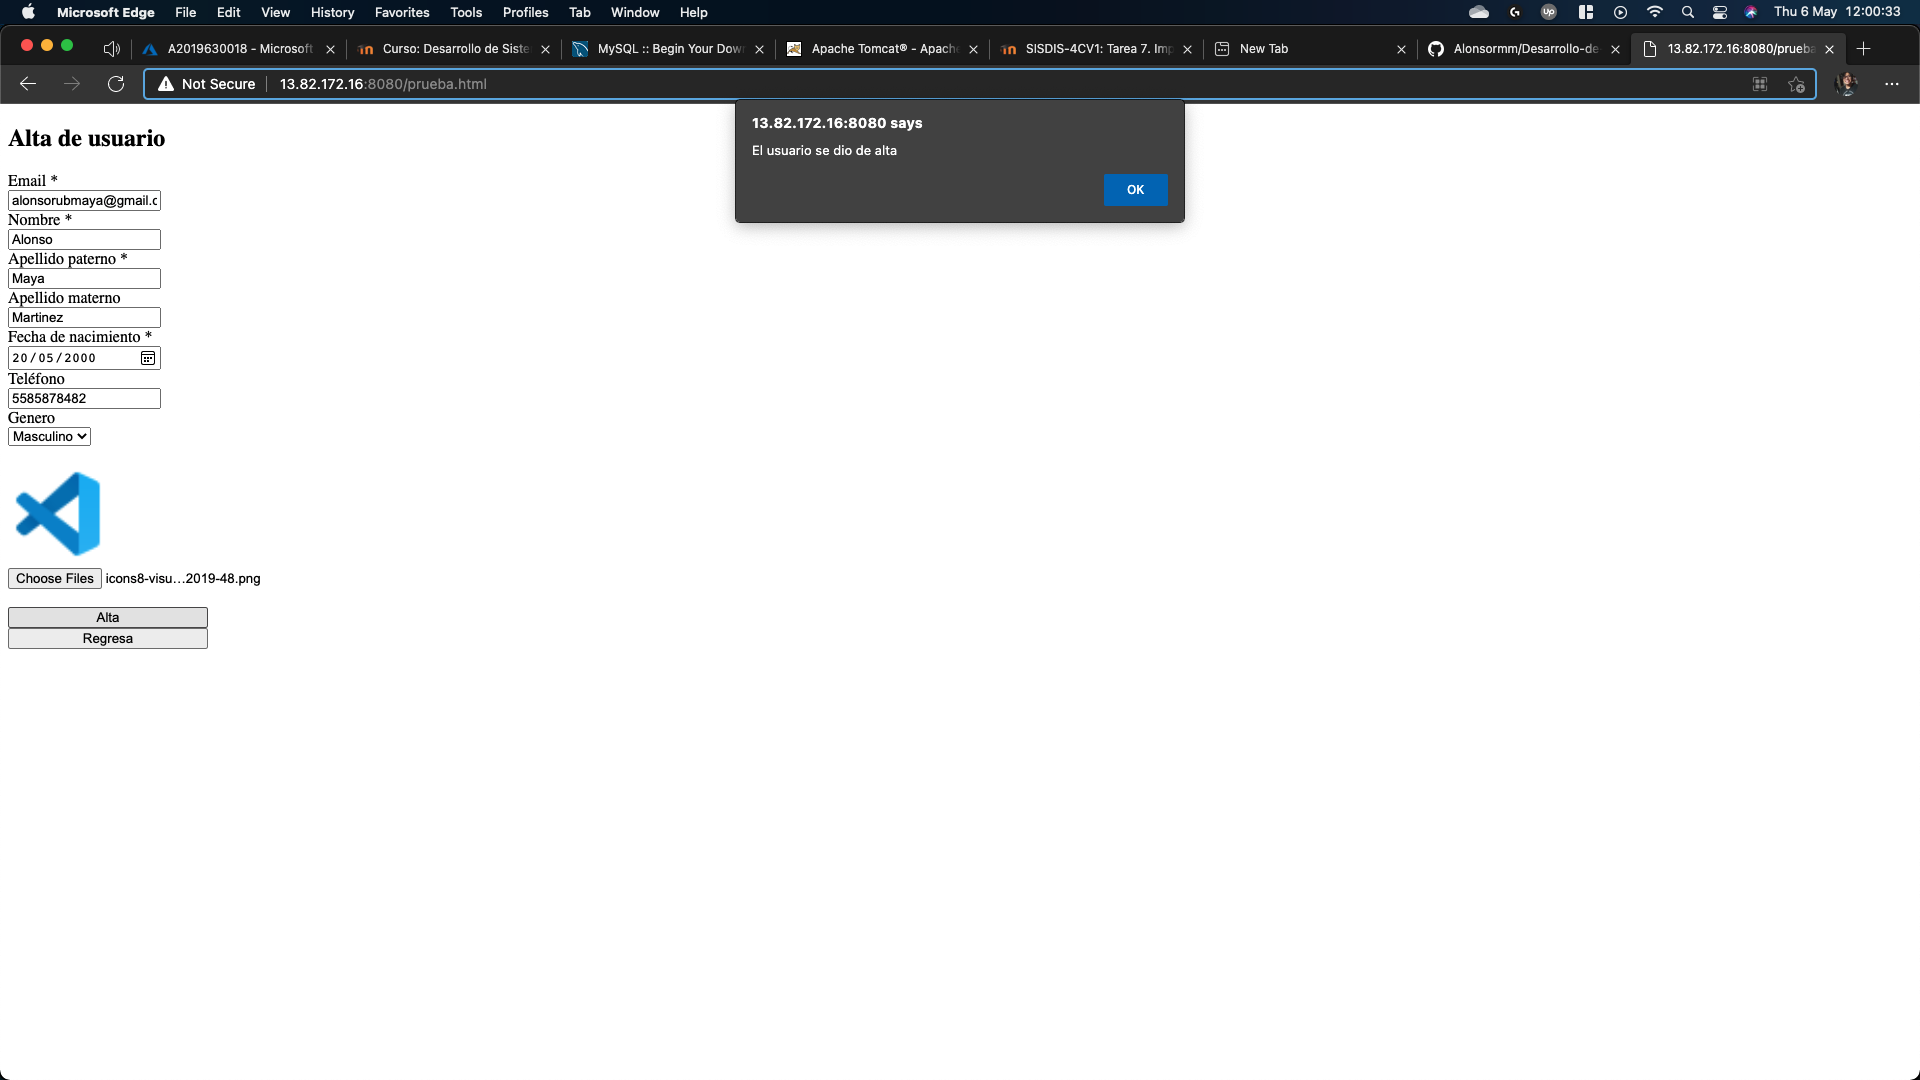 Microsoft Edge File Edit View History Favorites Tools Profiles Tab Window Help Thu 6 May 12:00:33
A2019630018 - Microsoft Curso: Desarrollo de Siste MySQL :: Begin Your Dow Apache Tomcat® - Apache SISDIS-4CV1: Tarea 7. Imp New Tab Alonsormm/Desarrollo-de 13.82.172.16:8080/prueba
Not Secure 13.82.172.16:8080/prueba.html
13.82.172.16:8080 says
El usuario se dio de alta
OK
Alta de usuario
Email *
alonsorubmaya@gmail.c
Nombre *
Alonso
Apellido paterno *
Maya
Apellido materno
Martinez
Fecha de nacimiento *
20/05/2000
Teléfono
5585878482
Genero
Masculino
Choose Files icons8-visu…2019-48.png
Alta
Regresa